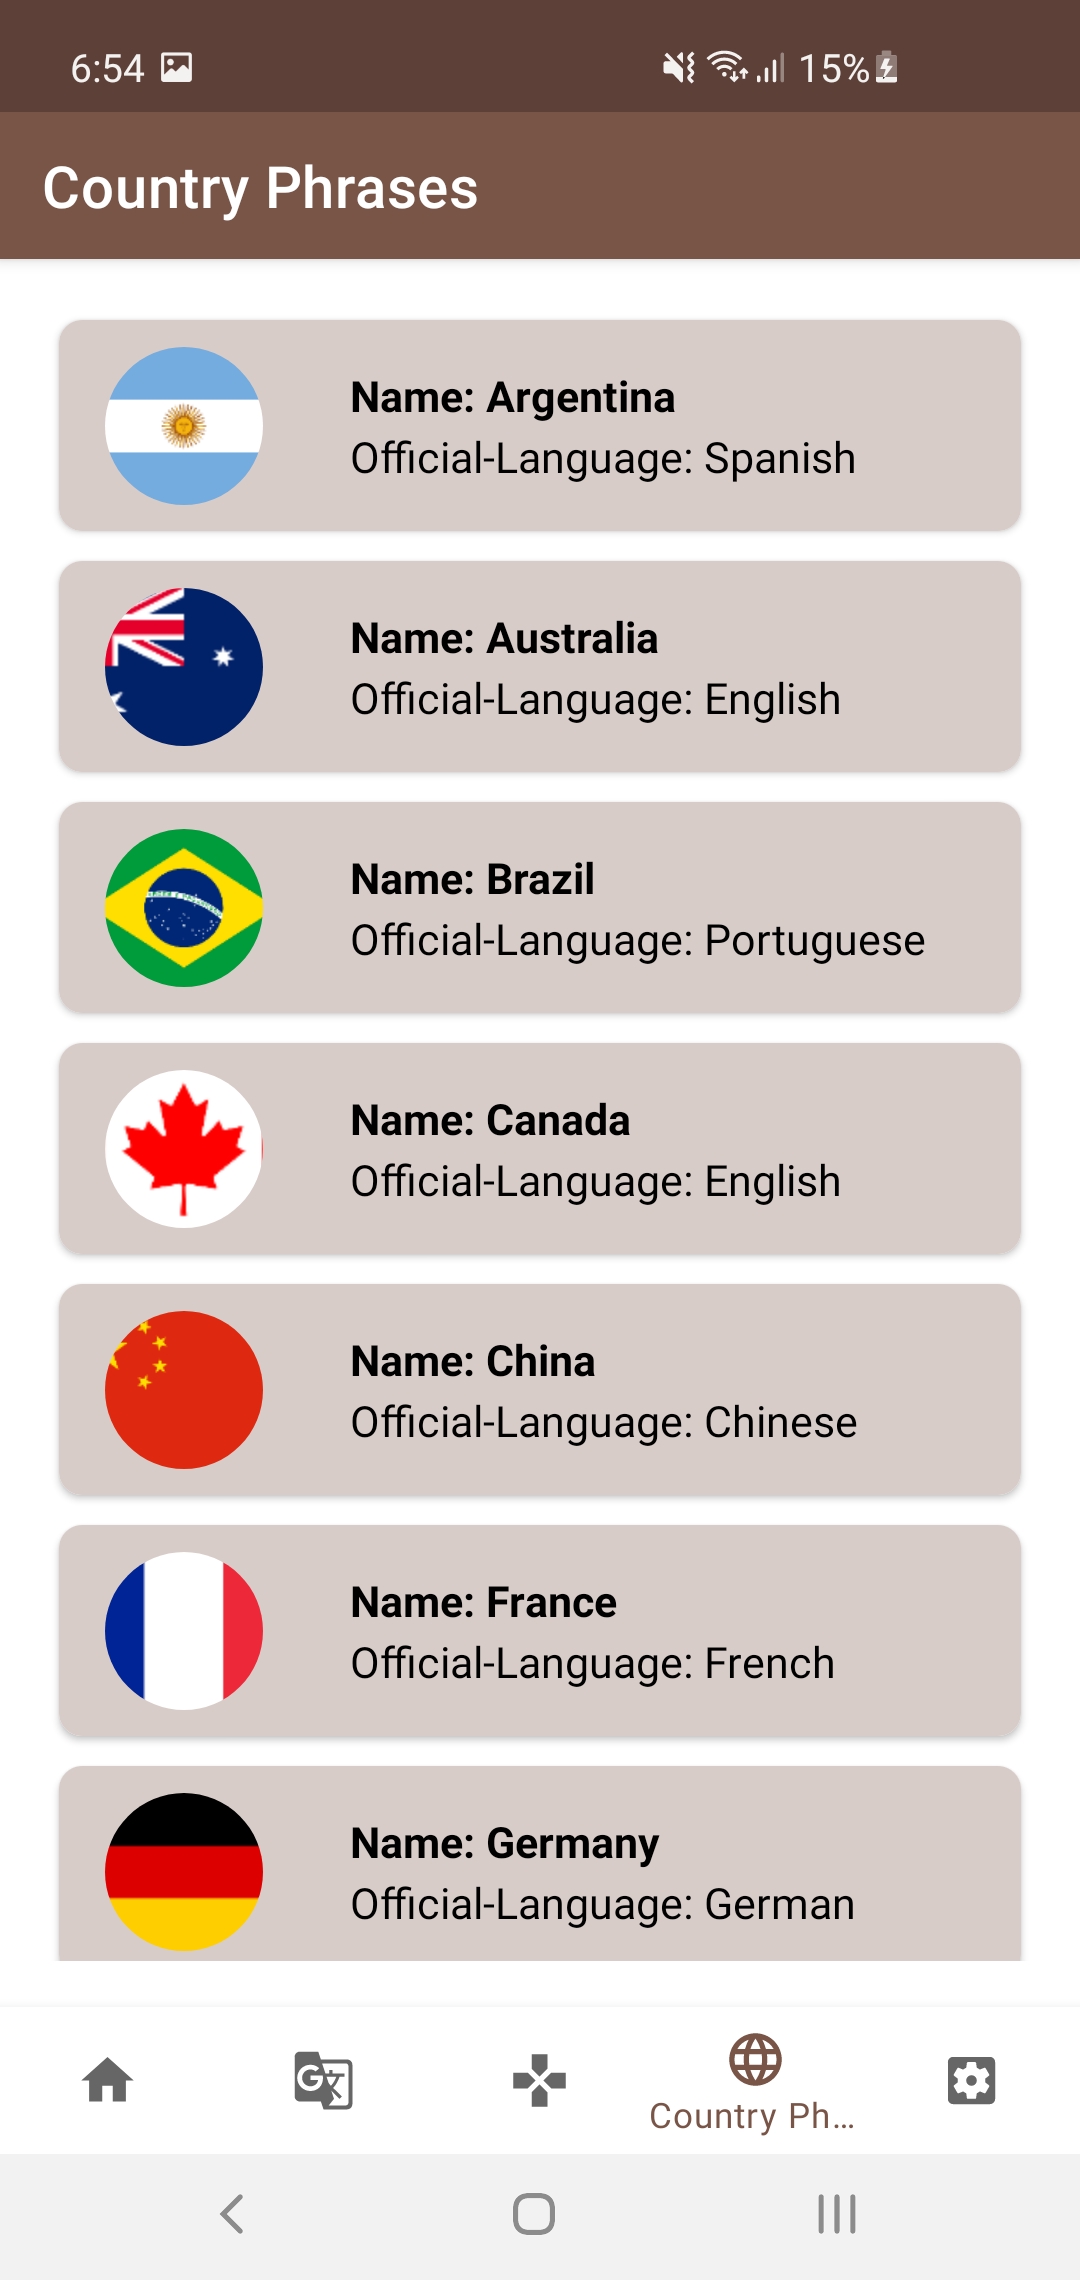 6:54 15%
Country Phrases
Name: Argentina
Official-Language: Spanish
Name: Australia
Official-Language: English
Name: Brazil
Official-Language: Portuguese
Name: Canada
Official-Language: English
Name: China
Official-Language: Chinese
Name: France
Official-Language: French
Name: Germany
Official-Language: German
Country Ph...